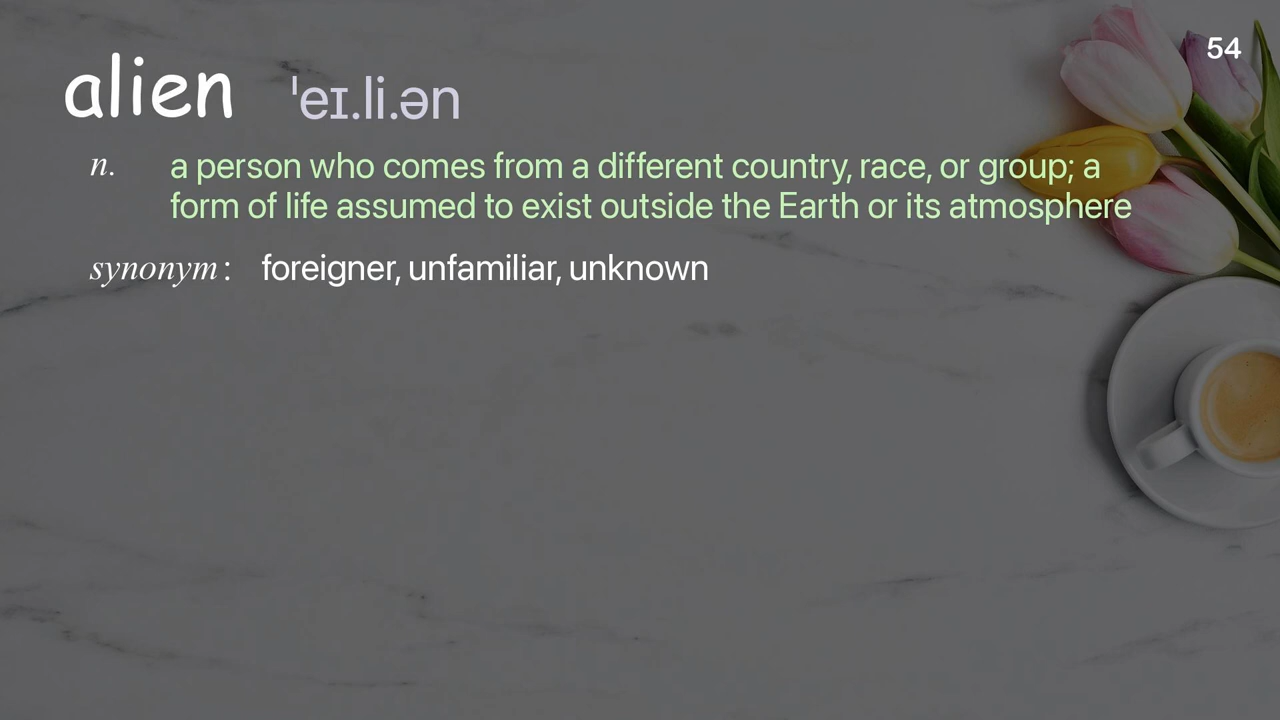 54
alien ˈeɪ.li.ən
n. a person who comes from a different country, race, or group; a
form of life assumed to exist outside the Earth or its atmosphere
synonym: foreigner, unfamiliar, unknown